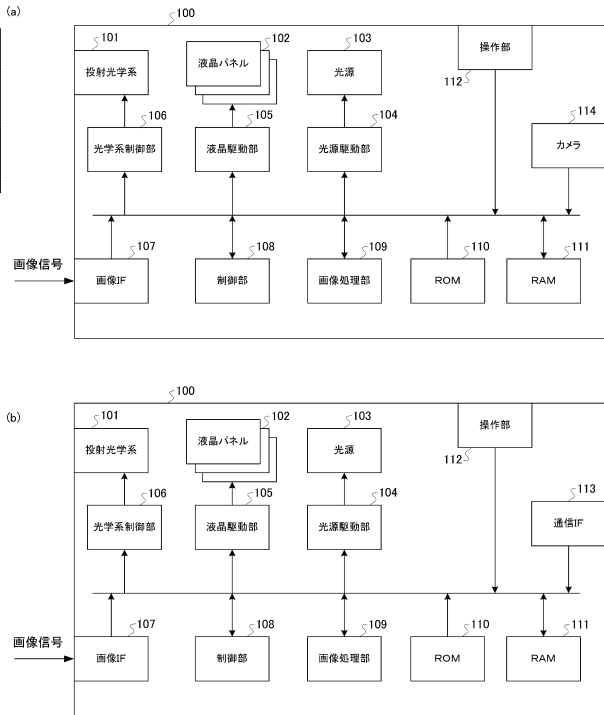 (a)
100
101
102
103
投射光学系
液晶パネル
光源
操作部
112
106
105
104
114
光学系制御部
液晶駆動部
光源駆動部
カメラ
107
108
109
110
111
画像信号
画像IF
制御部
画像処理部
ROM
RAM
(b)
100
101
102
103
投射光学系
液晶パネル
光源
操作部
112
106
105
104
113
光学系制御部
液晶駆動部
光源駆動部
通信IF
107
108
109
110
111
画像信号
画像IF
制御部
画像処理部
ROM
RAM